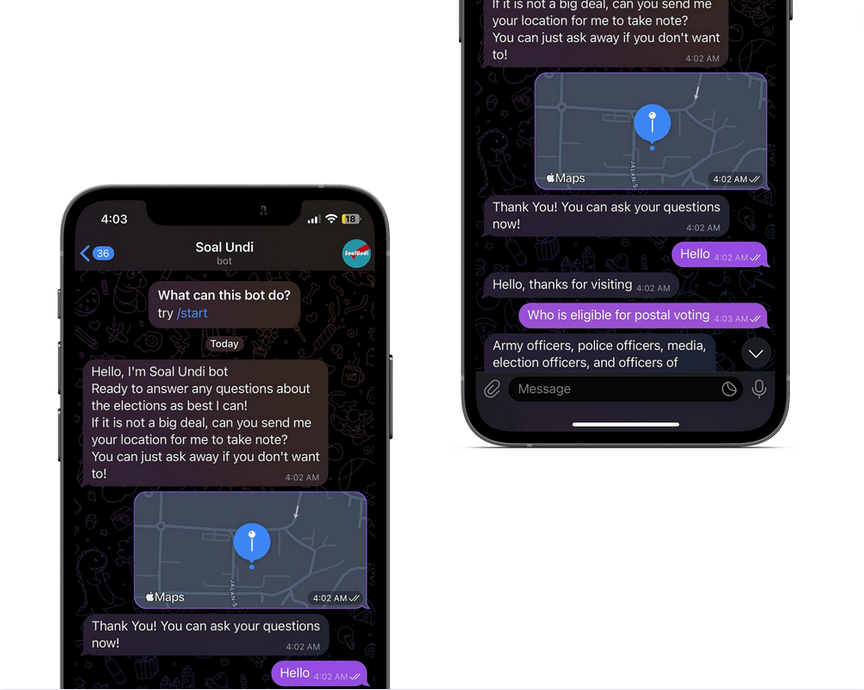 4:03
18
36
Soal Undi
bot
SoalUndi
What can this bot do?
try /start
Today
Hello, I'm Soal Undi bot
Ready to answer any questions about
the elections as best I can!
If it is not a big deal, can you send me
your location for me to take note?
You can just ask away if you don't want
to!
4:02 AM
JALAN S
Maps
4:02 AM
Thank You! You can ask your questions
now!
4:02 AM
Hello 4:02 AM
If it is not a big deal, can you send me
your location for me to take note?
You can just ask away if you don't want
to!
4:02 AM
JALAN S
Maps
4:02 AM
Thank You! You can ask your questions
now!
4:02 AM
Hello 4:02 AM
Hello, thanks for visiting 4:02 AM
Who is eligible for postal voting 4:03 AM
Army officers, police officers, media,
election officers, and officers of
Message